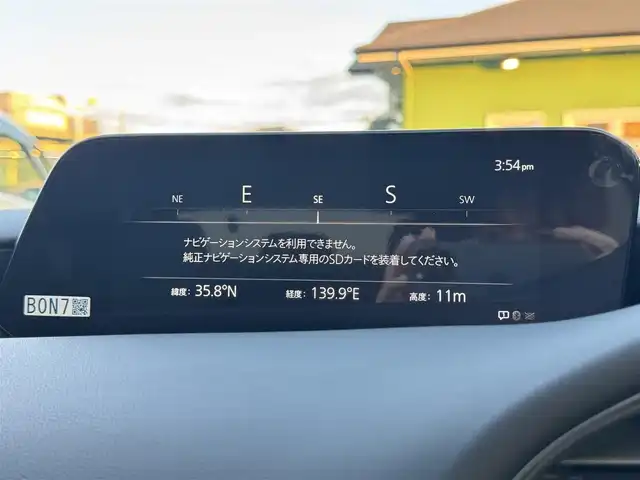 3:54pm
NE E SE S SW
ナビゲーションシステムを利用できません。
純正ナビゲーションシステム専用のSDカードを装着してください。
緯度: 35.8°N 経度: 139.9°E 高度: 11m
BON7